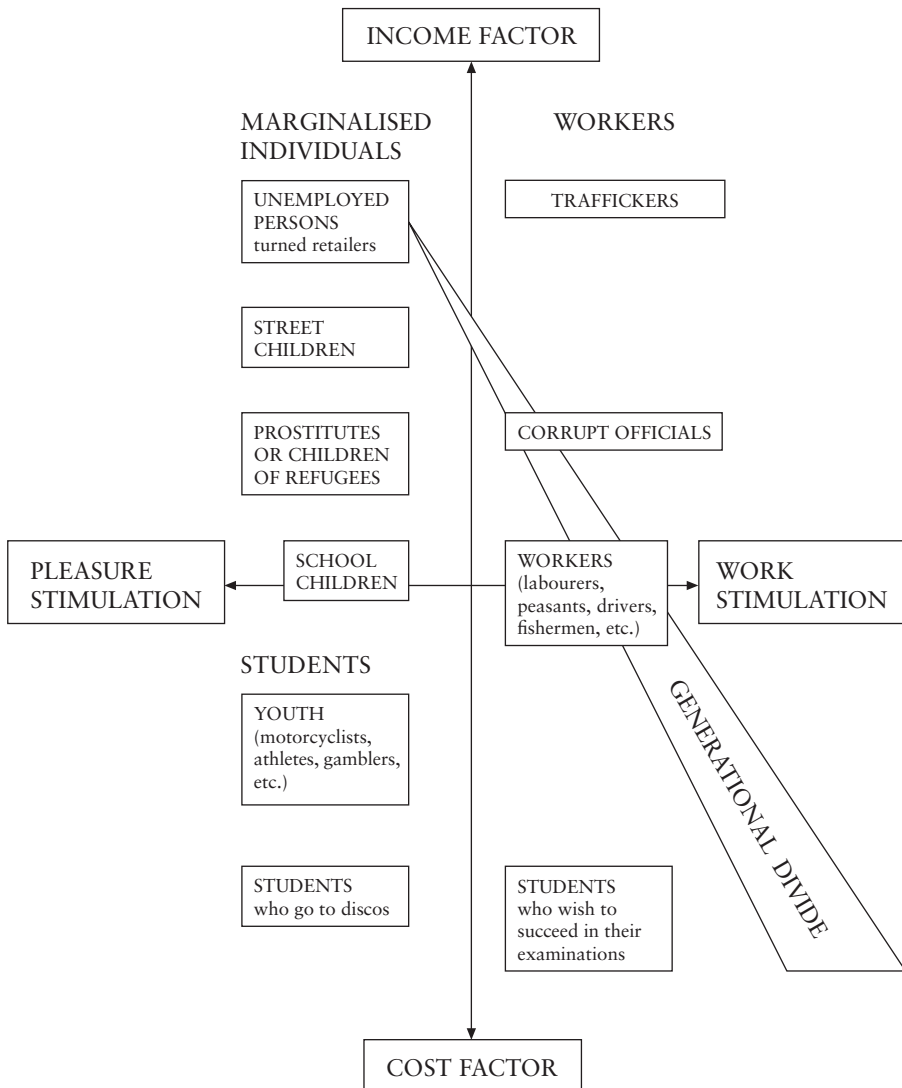 INCOME FACTOR
MARGINALISED
INDIVIDUALS
WORKERS
UNEMPLOYED
PERSONS
turned retailers
TRAFFICKERS
STREET
CHILDREN
PROSTITUTES
OR CHILDREN
OF REFUGEES
CORRUPT OFFICIALS
PLEASURE
STIMULATION
SCHOOL
CHILDREN
WORKERS
(labourers,
peasants, drivers,
fishermen, etc.)
WORK
STIMULATION
STUDENTS
YOUTH
(motorcyclists,
athletes, gamblers,
etc.)
GENERATIONAL DIVIDE
STUDENTS
who go to discos
STUDENTS
who wish to
succeed in their
examinations
COST FACTOR